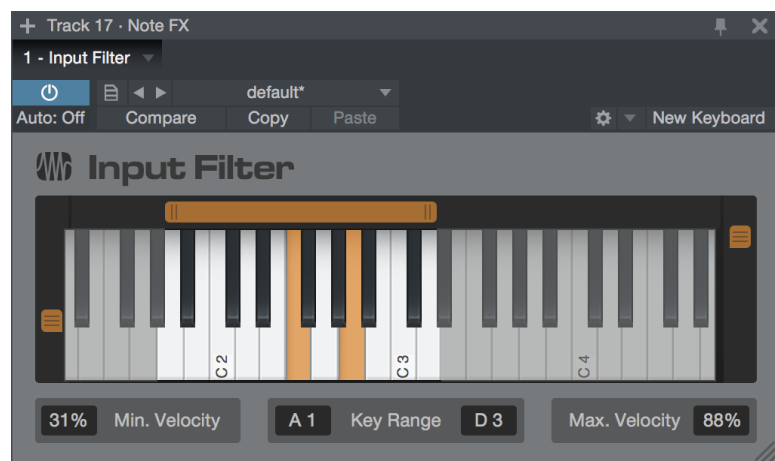 Track 17 · Note FX
1 - Input Filter
default*
Auto: Off Compare Copy Paste New Keyboard
Input Filter
C 2 C 3 C 4
31% Min. Velocity A 1 Key Range D 3 Max. Velocity 88%